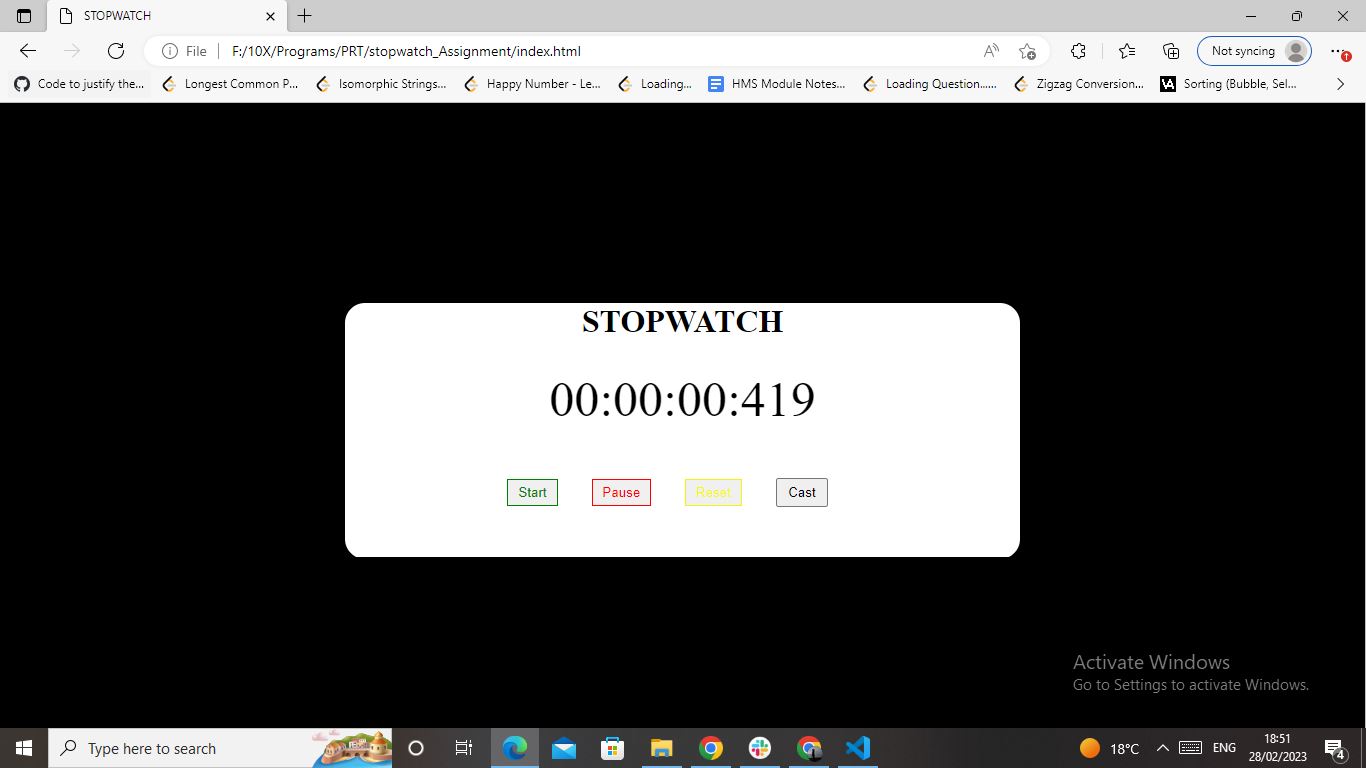 STOPWATCH
File F:/10X/Programs/PRT/stopwatch_Assignment/index.html Not syncing
Code to justify the... Longest Common P... Isomorphic Strings... Happy Number - Le... Loading... HMS Module Notes... Loading Question...... Zigzag Conversion... Sorting (Bubble, Sel...
STOPWATCH
00:00:00:419
Start Pause Reset Cast
Activate Windows
Go to Settings to activate Windows.
Type here to search 18°C ENG 18:51
28/02/2023 4